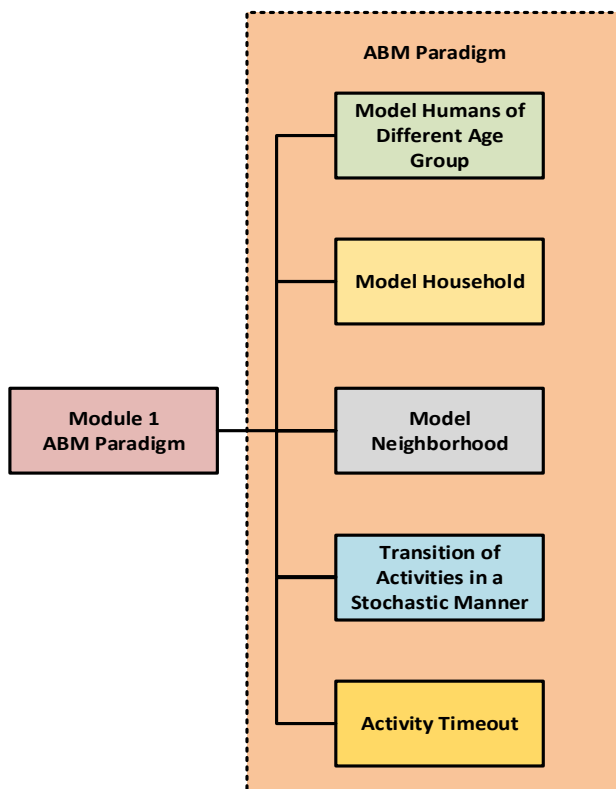 ABM Paradigm
Model Humans of
Different Age
Group
Model Household
Module 1
ABM Paradigm
Model
Neighborhood
Transition of
Activities in a
Stochastic Manner
Activity Timeout